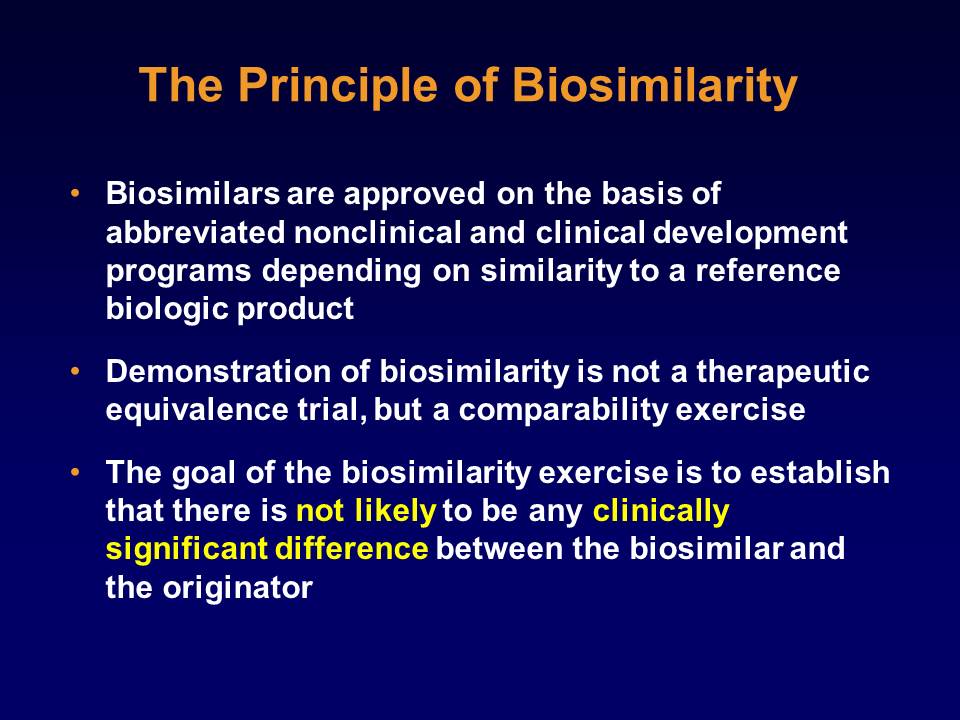 The Principle of Biosimilarity
• Biosimilars are approved on the basis of
abbreviated nonclinical and clinical development
programs depending on similarity to a reference
biologic product
• Demonstration of biosimilarity is not a therapeutic
equivalence trial, but a comparability exercise
• The goal of the biosimilarity exercise is to establish
that there is not likely to be any clinically
significant difference between the biosimilar and
the originator